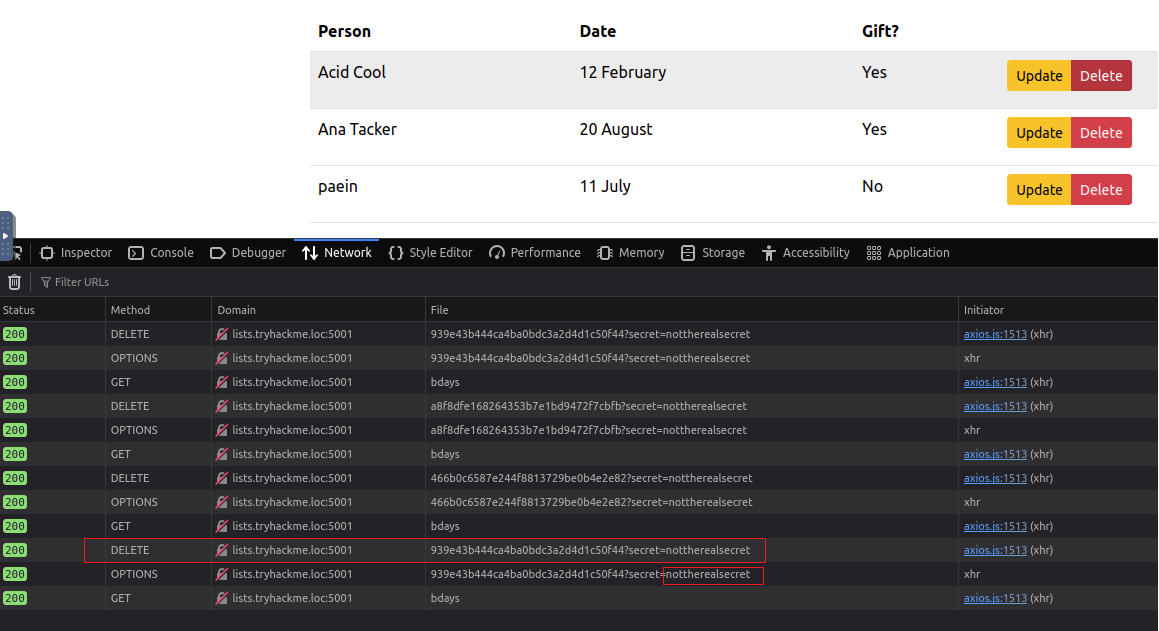 Person Date Gift?
Acid Cool 12 February Yes Update Delete
Ana Tacker 20 August Yes Update Delete
paein 11 July No Update Delete
Inspector Console Debugger Network Style Editor Performance Memory Storage Accessibility Application
Filter URLs
Status Method Domain File Initiator
200 DELETE lists.tryhackme.loc:5001 939e43b444ca4ba0bdc3a2d4d1c50f44?secret=nottherealsecret axios.js:1513 (xhr)
200 OPTIONS lists.tryhackme.loc:5001 939e43b444ca4ba0bdc3a2d4d1c50f44?secret=nottherealsecret xhr
200 GET lists.tryhackme.loc:5001 bdays axios.js:1513 (xhr)
200 DELETE lists.tryhackme.loc:5001 a8f8dfe168264353b7e1bd9472f7cbfb?secret=nottherealsecret axios.js:1513 (xhr)
200 OPTIONS lists.tryhackme.loc:5001 a8f8dfe168264353b7e1bd9472f7cbfb?secret=nottherealsecret xhr
200 GET lists.tryhackme.loc:5001 bdays axios.js:1513 (xhr)
200 DELETE lists.tryhackme.loc:5001 466b0c6587e244f8813729be0b4e2e82?secret=nottherealsecret axios.js:1513 (xhr)
200 OPTIONS lists.tryhackme.loc:5001 466b0c6587e244f8813729be0b4e2e82?secret=nottherealsecret xhr
200 GET lists.tryhackme.loc:5001 bdays axios.js:1513 (xhr)
200 DELETE lists.tryhackme.loc:5001 939e43b444ca4ba0bdc3a2d4d1c50f44?secret=nottherealsecret axios.js:1513 (xhr)
200 OPTIONS lists.tryhackme.loc:5001 939e43b444ca4ba0bdc3a2d4d1c50f44?secret=nottherealsecret xhr
200 GET lists.tryhackme.loc:5001 bdays axios.js:1513 (xhr)